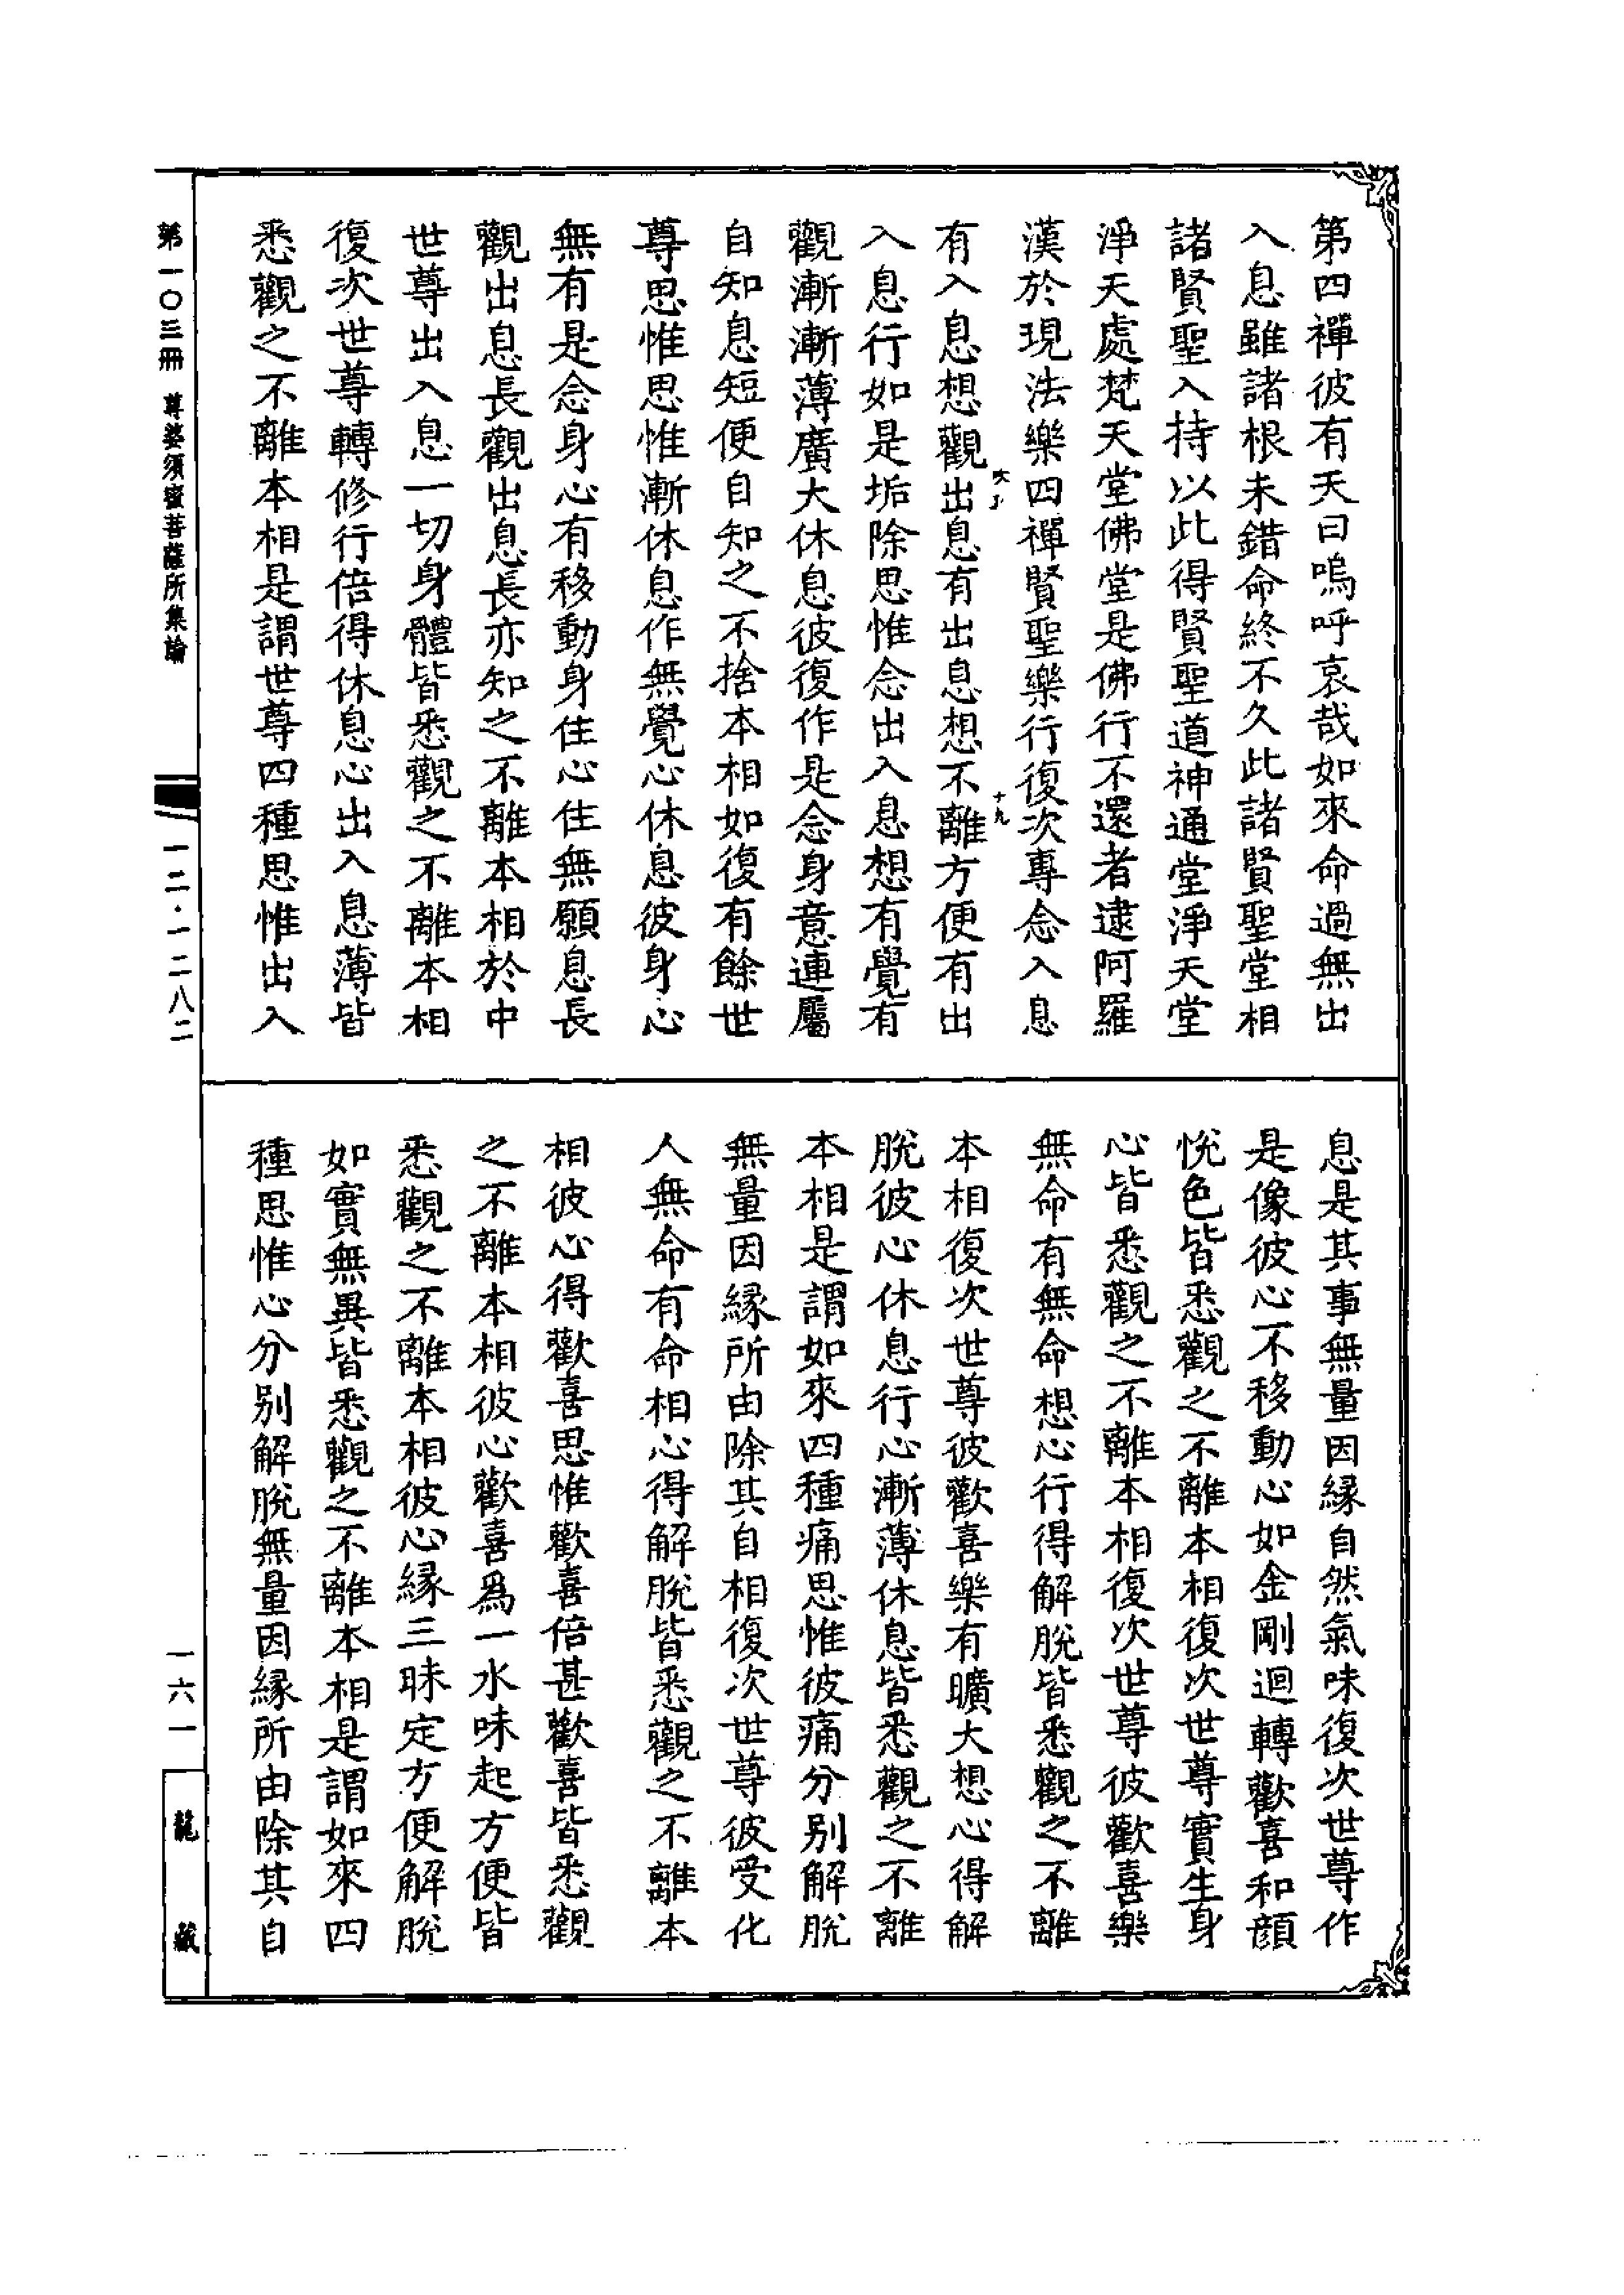 第四禪彼有天曰嗚呼哀哉如來命過無出
入息雖諸根未錯命終不久此諸賢聖堂相
諸賢聖入持以此得賢聖道神通堂淨天堂
淨天處梵天堂佛堂是佛行不還者逮阿羅
漢於現法樂四禪賢聖樂行復次專念入息
有入息想觀出息有出息想不離方便有出
入息行如是垢除思惟念出入息想有覺有
觀漸漸薄廣大休息彼復作是念身意連屬
自知息短便自知之不捨本相如復有餘世
尊思惟思惟漸休息作無覺心休息彼身心
無有是念身心有移動身住心住無願息長
觀出息長觀出息長亦知之不離本相於中
世尊出入息一切身體皆悉觀之不離本相
復次世尊轉修行倍得休息心出入息薄皆
悉觀之不離本相是謂世尊四種思惟出入
息是其事無量因緣自然氣味復次世尊作
是像彼心不移動心如金剛迴轉歡喜和顔
悅色皆悉觀之不離本相復次世尊實生身
心皆悉觀之不離本相復次世尊彼歡喜樂
無命有無命想心行得解脫皆悉觀之不離
本相復次世尊彼歡喜樂有曠大想心得解
脫彼心休息行心漸薄休息皆悉觀之不離
本相是謂如來四種痛思惟彼痛分別解脫
無量因緣所由除其自相復次世尊彼受化
人無命有命相心得解脫皆悉觀之不離本
相彼心得歡喜思惟歡喜倍甚歡喜皆悉觀
之不離本相彼心歡喜爲一水味起方便皆
悉觀之不離本相彼心緣三昧定方便解脫
如實無異皆悉觀之不離本相是謂如來四
種思惟心分別解脫無量因緣所由除其自
十九
第一〇三冊 尊婆須蜜菩薩所集論
一二·一二八二
一六一
龍藏